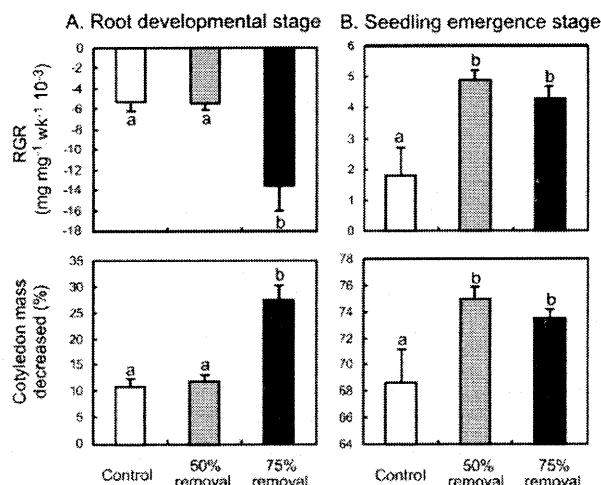 A. Root developmental stage B. Seedling emergence stage
RGR
(mg mg⁻¹ wk⁻¹ 10⁻³)
0
-2
-4
-6
-8
-10
-12
-14
-16
-18
a
a
b
6
5
4
3
2
1
0
a
b
b
Cotyledon mass
decreased (%)
35
30
25
20
15
10
5
0
a
a
b
78
76
74
72
70
68
66
64
a
b
b
Control
50%
removal
75%
removal
Control
50%
removal
75%
removal